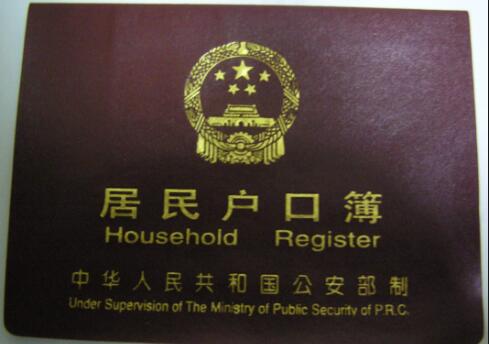 居民户口簿
Household Register
中华人民共和国公安部制
Under Supervision of The Ministry of Public Security of P.R.C.